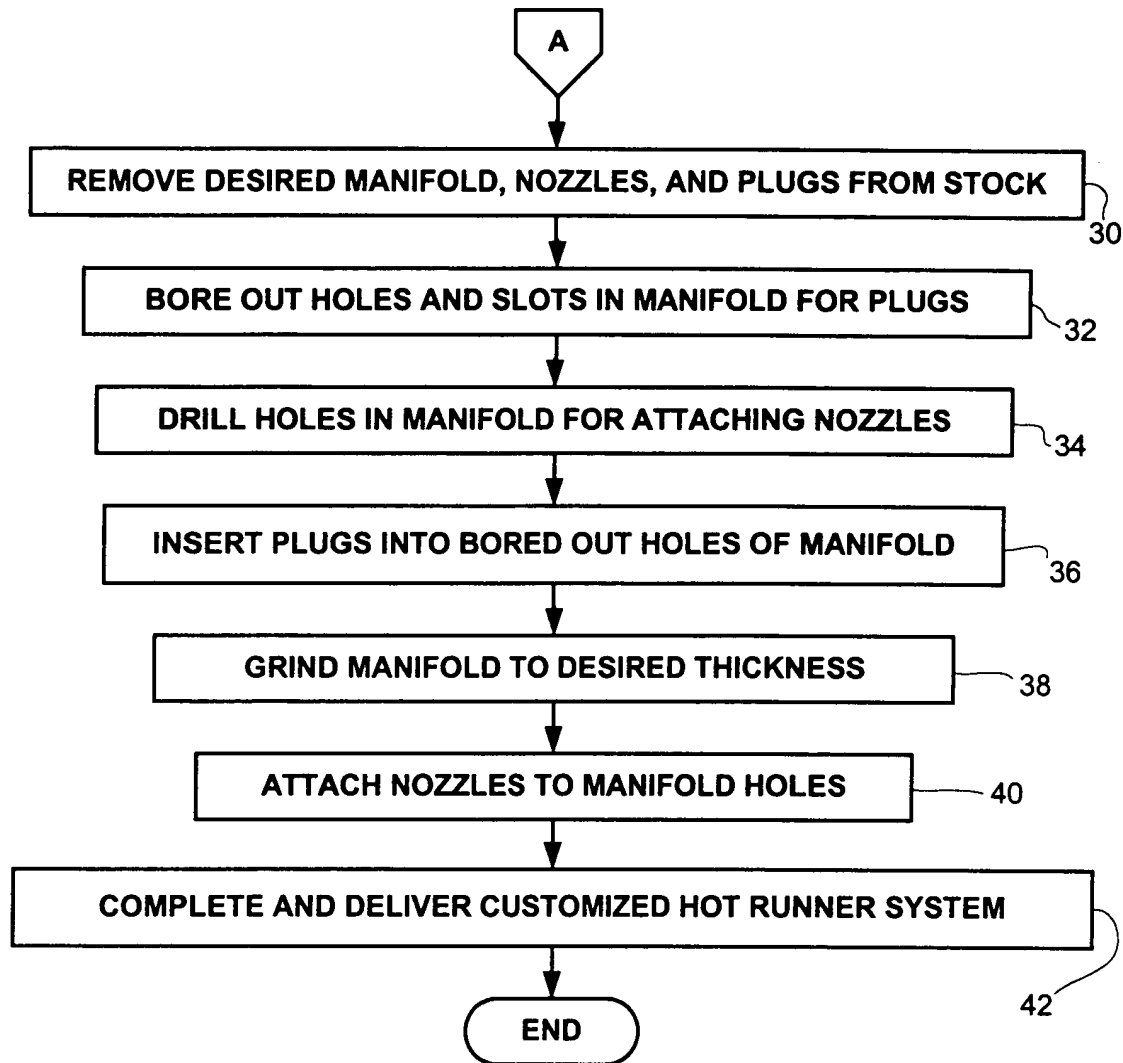 A
REMOVE DESIRED MANIFOLD, NOZZLES, AND PLUGS FROM STOCK
30
BORE OUT HOLES AND SLOTS IN MANIFOLD FOR PLUGS
32
DRILL HOLES IN MANIFOLD FOR ATTACHING NOZZLES
34
INSERT PLUGS INTO BORED OUT HOLES OF MANIFOLD
36
GRIND MANIFOLD TO DESIRED THICKNESS
38
ATTACH NOZZLES TO MANIFOLD HOLES
40
COMPLETE AND DELIVER CUSTOMIZED HOT RUNNER SYSTEM
42
END